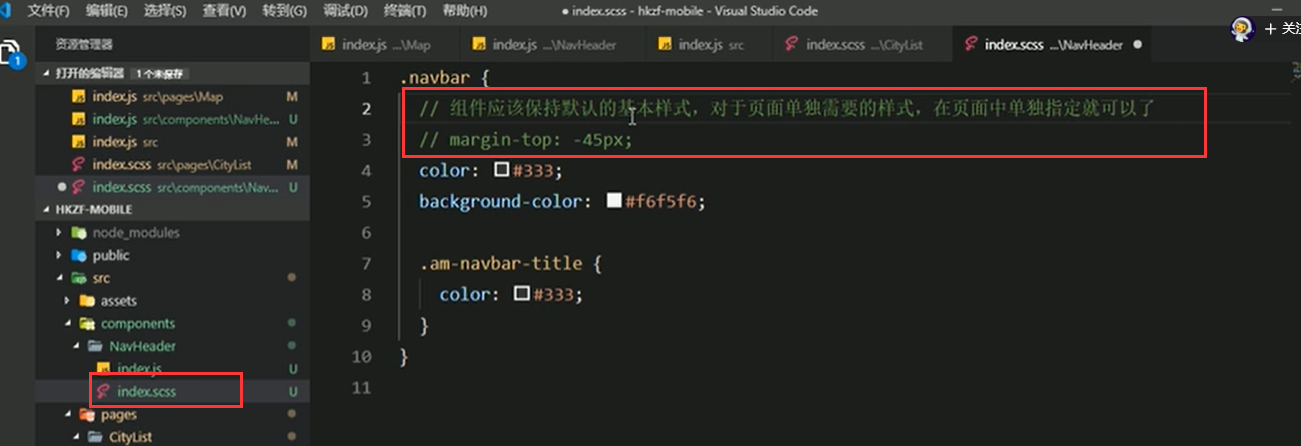 文件(F) 编辑(E) 选择(S) 查看(V) 转到(G) 调试(D) 终端(T) 帮助(H) ● index.scss - hkzf-mobile - Visual Studio Code
+ 关注
资源管理器
index.js ...\Map index.js ...\NavHeader index.js src index.scss ...\CityList index.scss ...\NavHeader ●
1
打开的编辑器 1 个未保存
index.js src\pages\Map M
index.js src\components\NavHe... U
index.js src M
index.scss src\pages\CityList M
● index.scss src\components\Nav... U
HKZF-MOBILE
node_modules
public
src
assets
components
NavHeader
index.js U
index.scss U
pages
CityList
1 .navbar {
2 // 组件应该保持默认的基本样式，对于页面单独需要的样式，在页面中单独指定就可以了
3 // margin-top: -45px;
4 color: #333;
5 background-color: #f6f5f6;
6
7 .am-navbar-title {
8 color: #333;
9 }
10 }
11